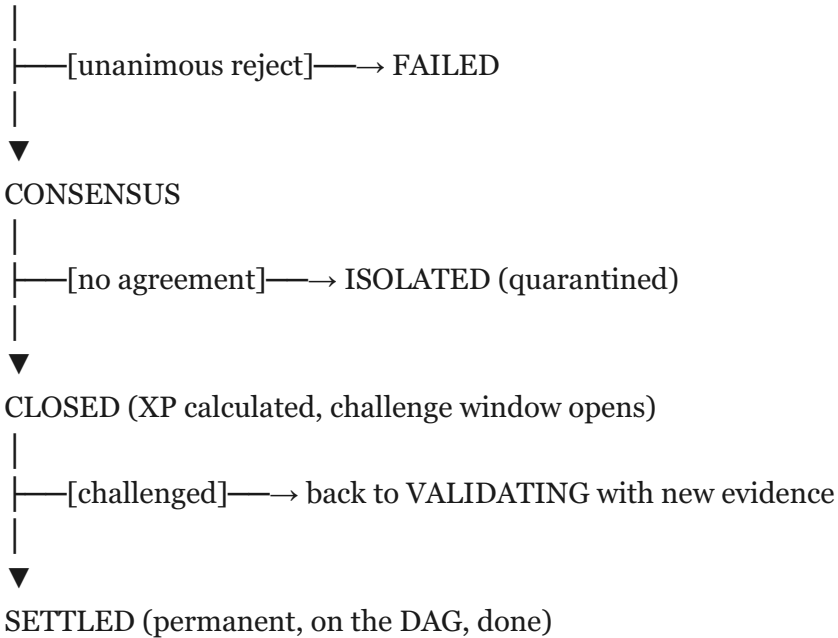 │
├──[unanimous reject]──→ FAILED
│
▼
CONSENSUS
│
├──[no agreement]──→ ISOLATED (quarantined)
│
▼
CLOSED (XP calculated, challenge window opens)
│
├──[challenged]──→ back to VALIDATING with new evidence
│
▼
SETTLED (permanent, on the DAG, done)